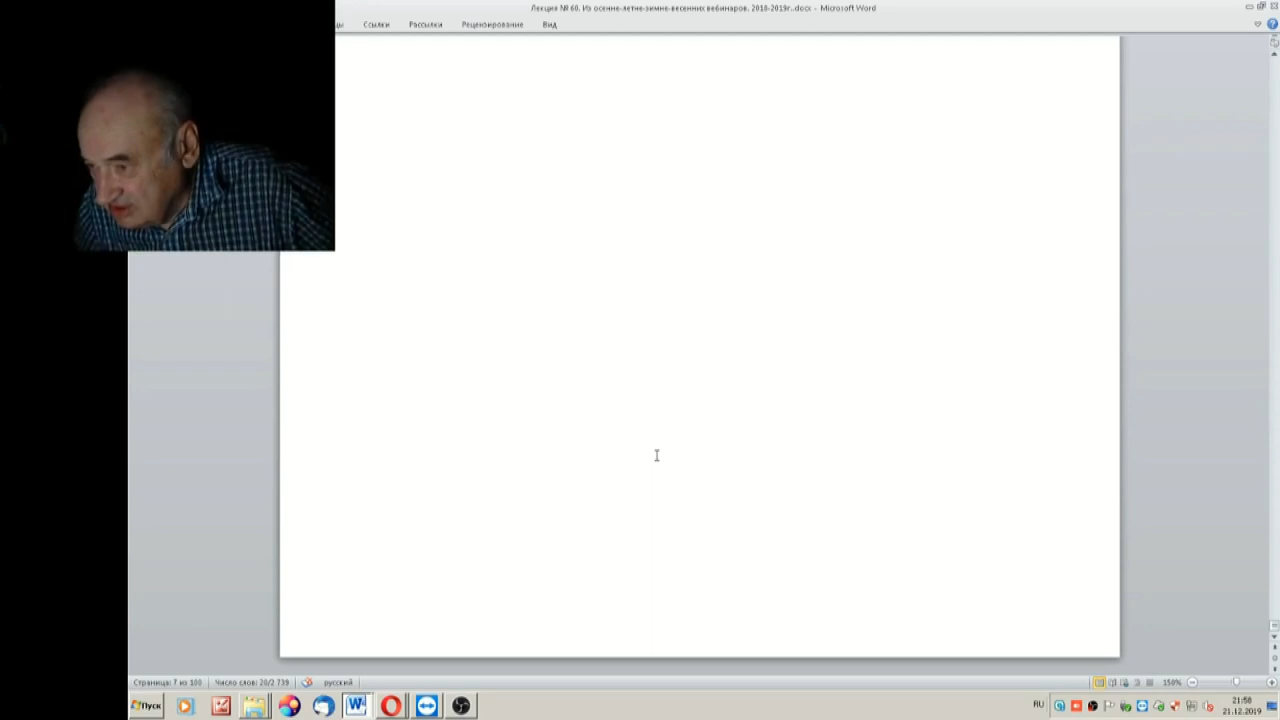 Лекция № 60. Из осенне-летне-зимне-весенних вебинаров. 2018-2019г..docx - Microsoft Word
Ссылки Рассылки Рецензирование Вид
Страница: 7 из 100 Число слов: 20/2 739 русский 150%
Пуск RU 21:58
21.12.2019